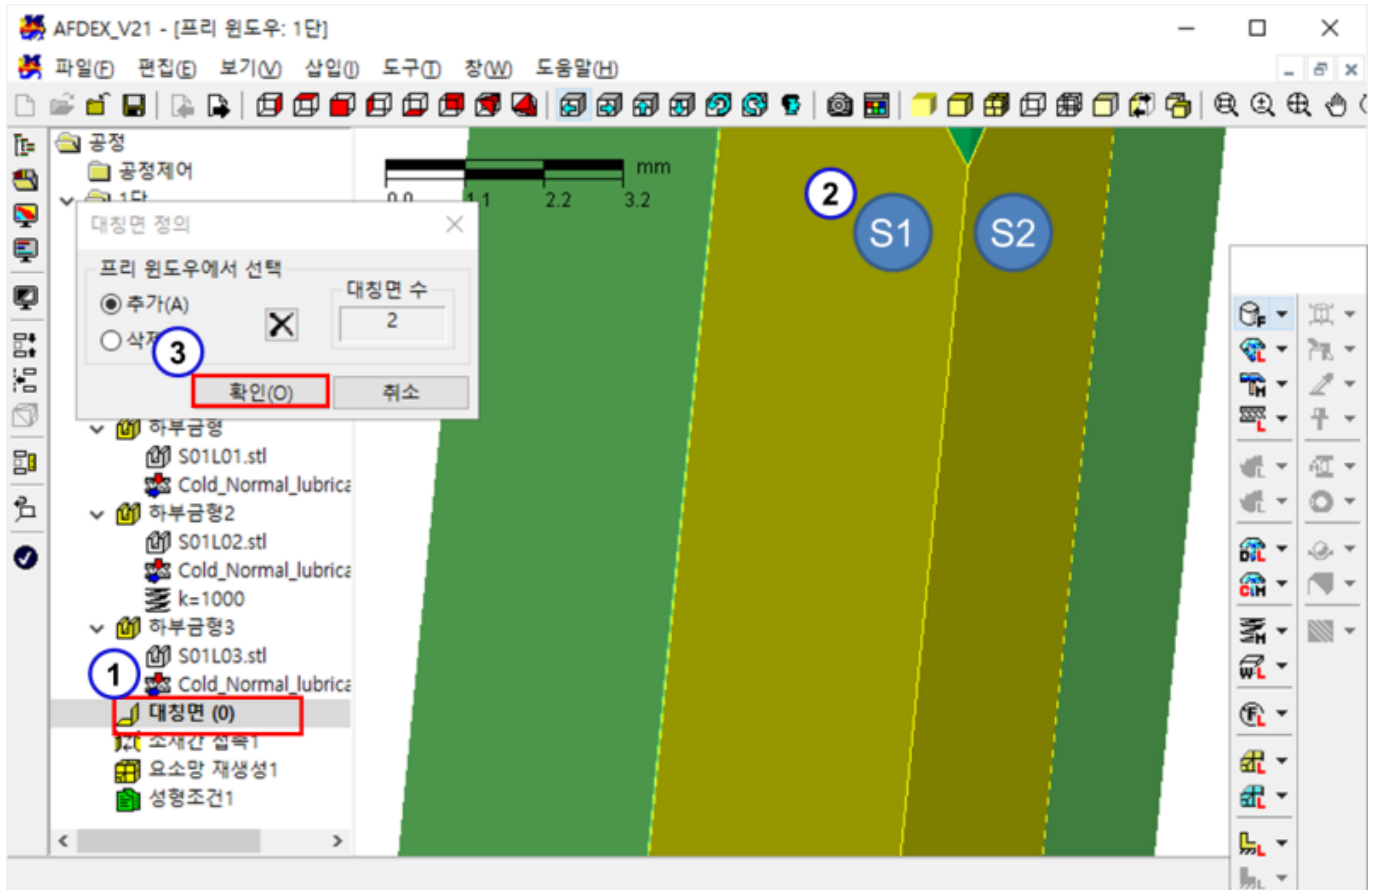 AFDEX_V21 - [프리 윈도우: 1단]
파일(F) 편집(E) 보기(V) 삽입(I) 도구(T) 창(W) 도움말(H)
공정
공정제어
1단
mm
0.0 1.1 2.2 3.2
대칭면 정의
프리 윈도우에서 선택
추가(A)
대칭면 수
2
확인(O)
취소
1
2
3
S1
S2
하부금형
S01L01.stl
Cold_Normal_lubrica
하부금형2
S01L02.stl
Cold_Normal_lubrica
k=1000
하부금형3
S01L03.stl
Cold_Normal_lubrica
대칭면 (0)
소재간 접촉1
요소망 재생성1
성형조건1